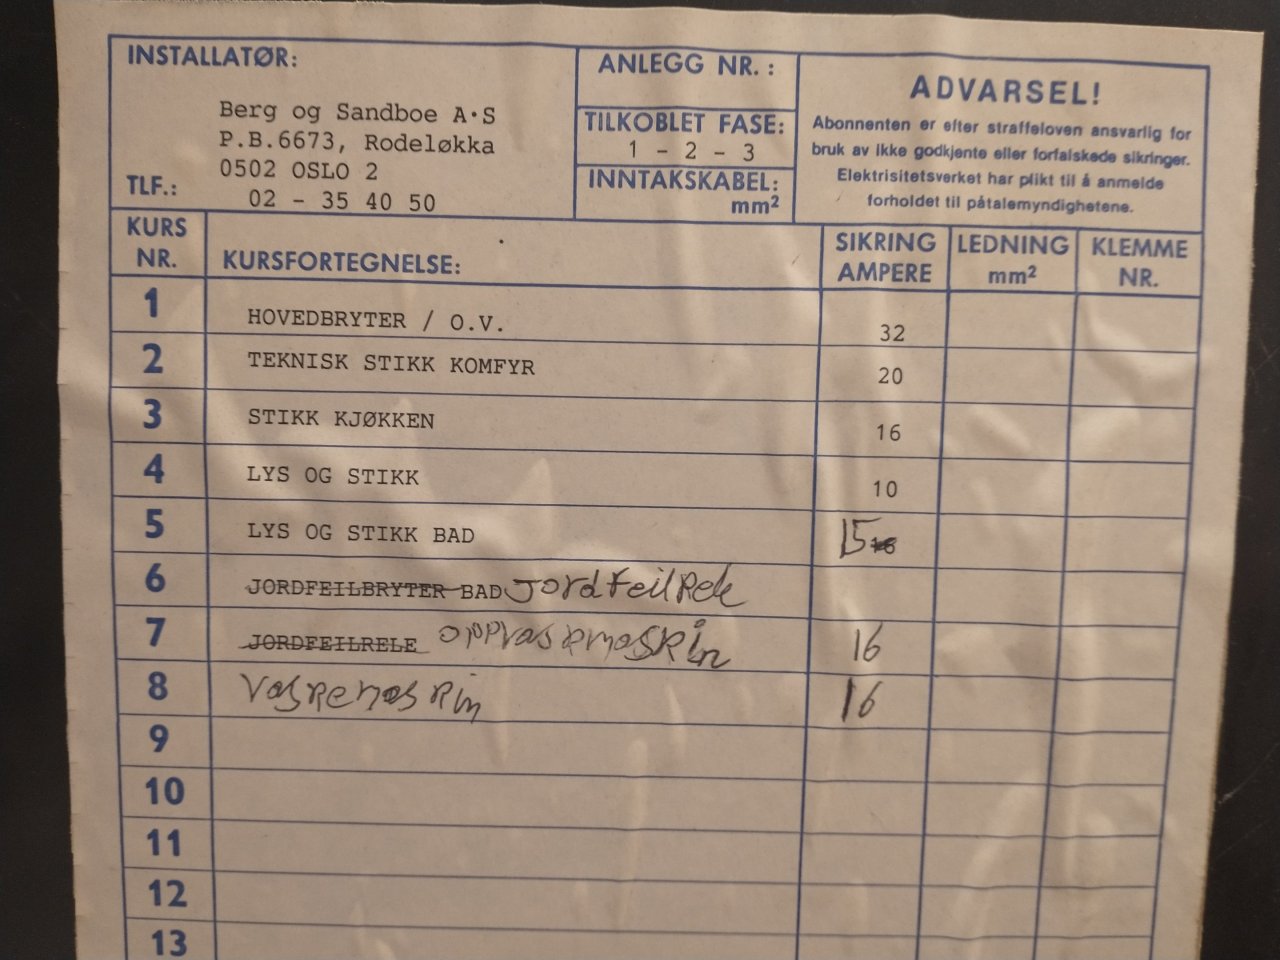 INSTALLATØR:
Berg og Sandboe A·S
P.B.6673, Rodeløkka
0502 OSLO 2
TLF.: 02 - 35 40 50
ANLEGG NR. :
TILKOBLET FASE:
1 - 2 - 3
INNTAKSKABEL:
mm²
ADVARSEL!
Abonnenten er efter straffeloven ansvarlig for
bruk av ikke godkjente eller forfalskede sikringer.
Elektrisitetsverket har plikt til å anmelde
forholdet til påtalemyndighetene.
KURS NR. KURSFORTEGNELSE: SIKRING AMPERE LEDNING mm² KLEMME NR.
1 HOVEDBRYTER / O.V. 32
2 TEKNISK STIKK KOMFYR 20
3 STIKK KJØKKEN 16
4 LYS OG STIKK 10
5 LYS OG STIKK BAD 15 16
6 JORDFEILBRYTER BAD Jordfeilrele
7 JORDFEILRELE oppvaskmaskin 16
8 Vaskemaskin 16
9
10
11
12
13